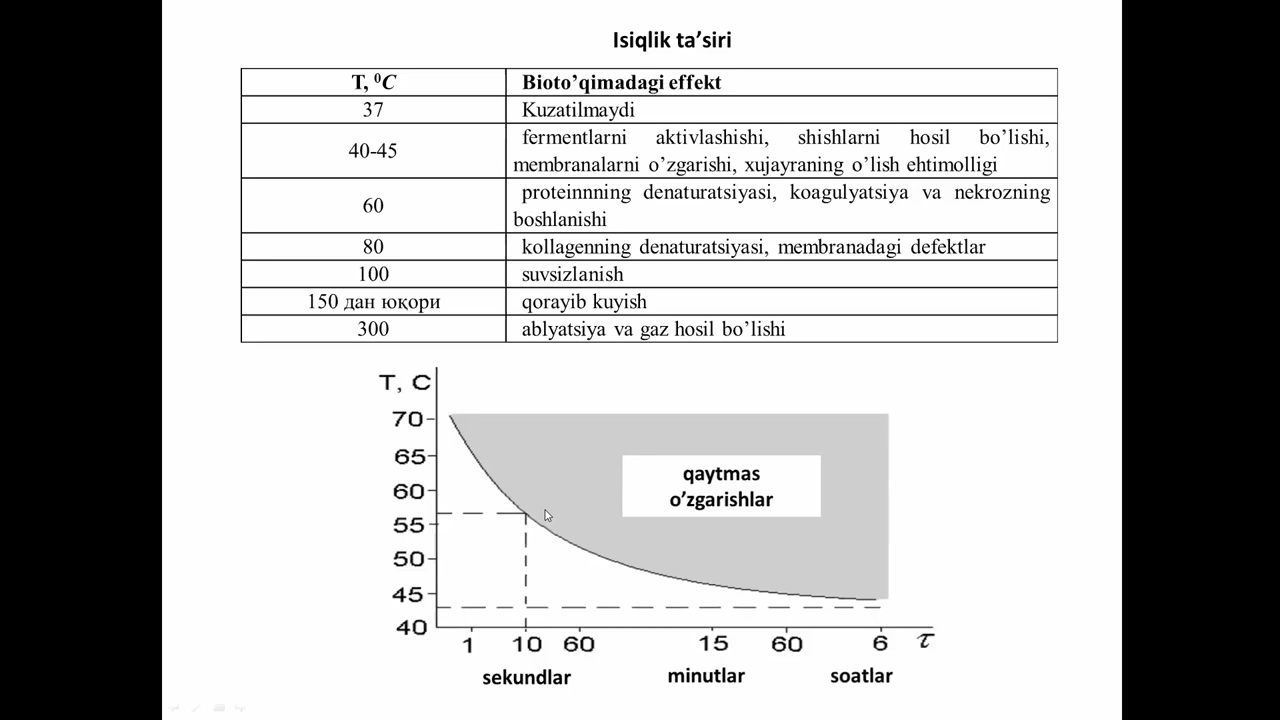 Isiqlik ta’siri
T, ⁰C Bioto’qimadagi effekt
37 Kuzatilmaydi
40-45 fermentlarni aktivlashishi, shishlarni hosil bo’lishi,
membranalarni o’zgarishi, xujayraning o’lish ehtimolligi
60 proteinnning denaturatsiyasi, koagulyatsiya va nekrozning
boshlanishi
80 kollagenning denaturatsiyasi, membranadagi defektlar
100 suvsizlanish
150 дан юқори qorayib kuyish
300 ablyatsiya va gaz hosil bo’lishi
T, C
70
65
60
55
50
45
40
qaytmas
o’zgarishlar
1 10 60 15 60 6 τ
sekundlar minutlar soatlar